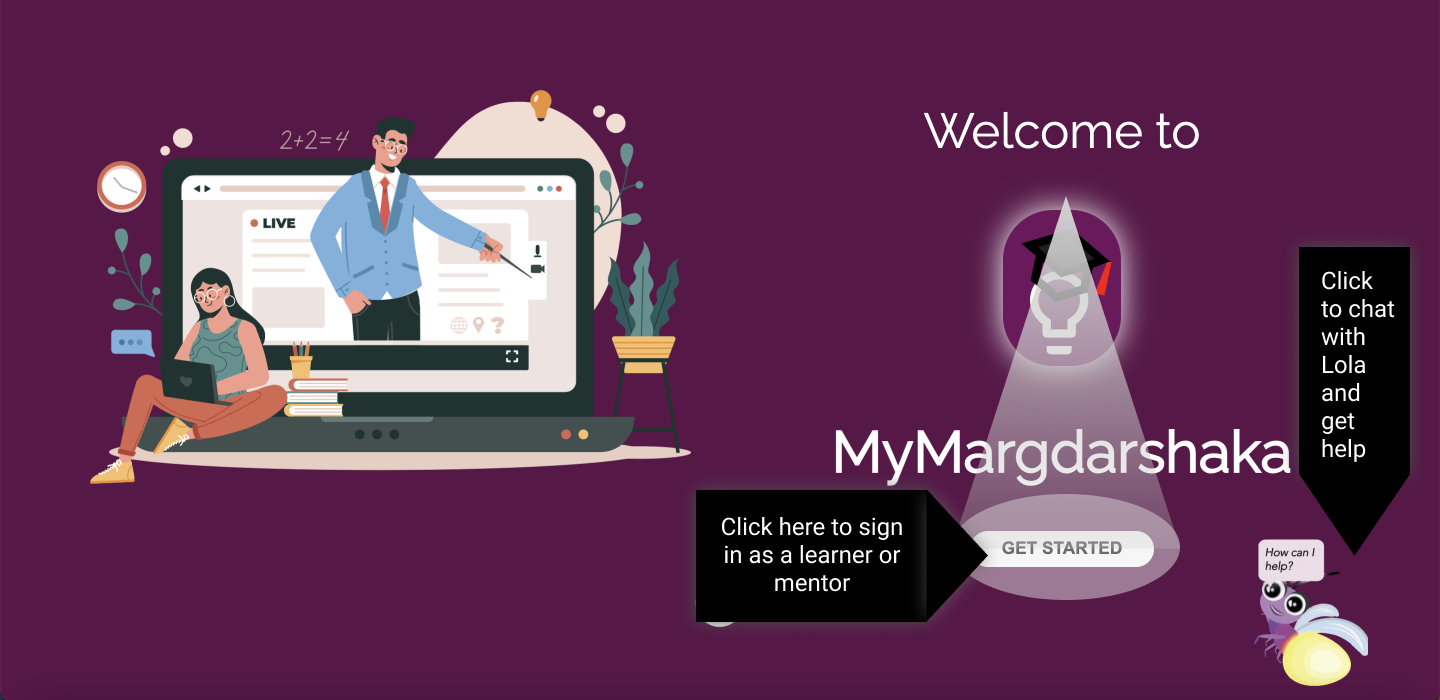 2+2=4
LIVE
?
Welcome to
MyMargdarshaka
Click here to sign
in as a learner or
mentor
GET STARTED
Click
to chat
with
Lola
and
get
help
How can I
help?